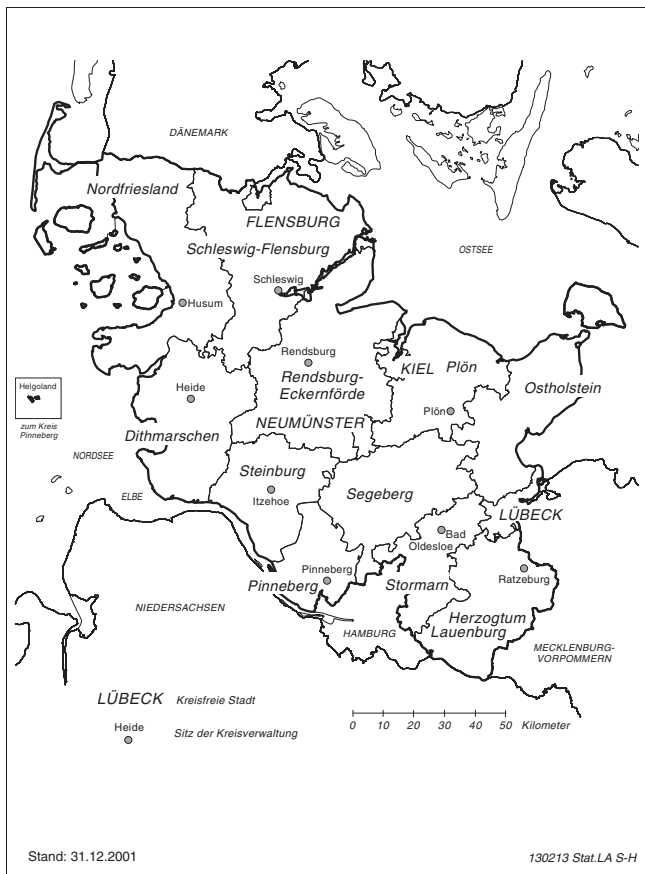 DÄNEMARK
Nordfriesland
FLENSBURG
Schleswig-Flensburg
OSTSEE
Schleswig
Husum
Rendsburg
KIEL
Plön
Rendsburg-
Eckernförde
Ostholstein
Helgoland
zum Kreis
Pinneberg
Heide
Plön
Dithmarschen
NEUMÜNSTER
NORDSEE
Steinburg
ELBE
Itzehoe
Segeberg
LÜBECK
Bad
Oldesloe
Pinneberg
Pinneberg
Stormarn
Ratzeburg
NIEDERSACHSEN
Herzogtum
Lauenburg
HAMBURG
MECKLENBURG-
VORPOMMERN
LÜBECK Kreisfreie Stadt
Heide
Sitz der Kreisverwaltung
0 10 20 30 40 50 Kilometer
Stand: 31.12.2001
130213 Stat.LA S-H